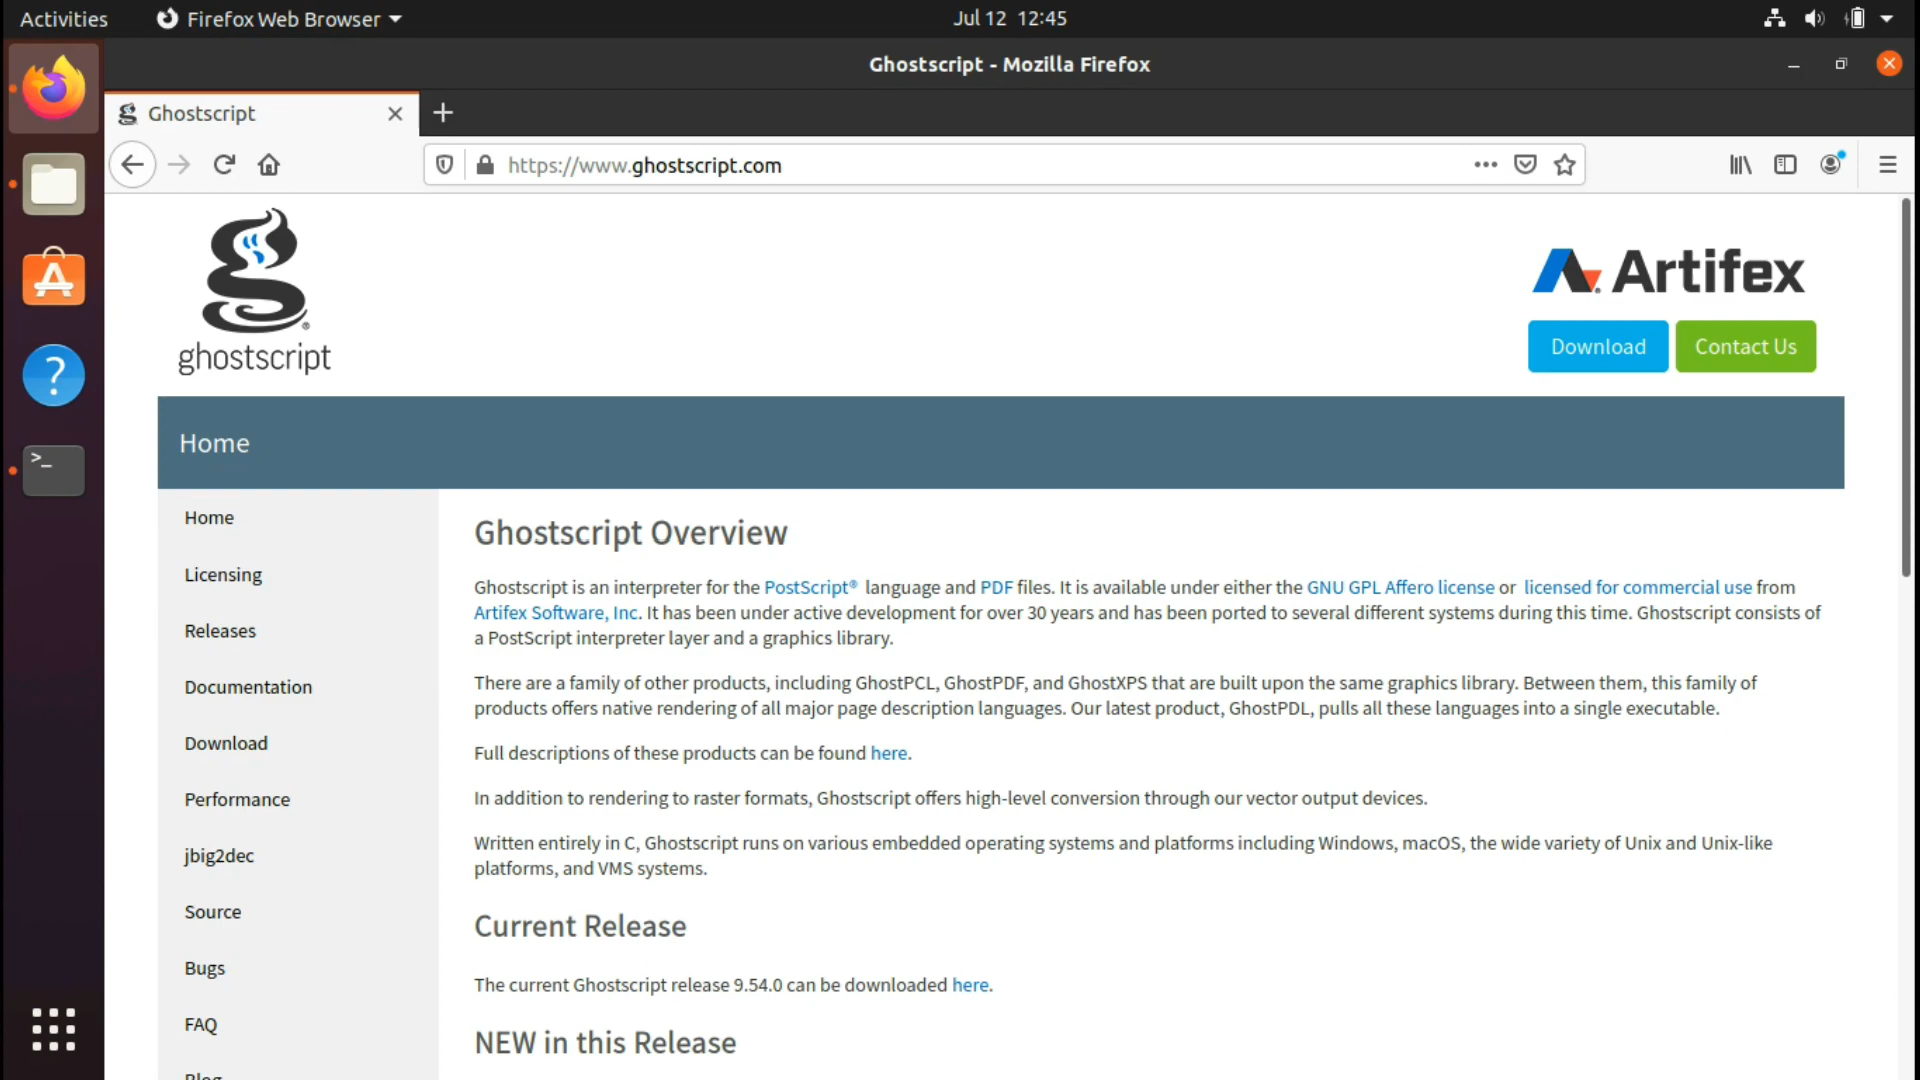 Activities Firefox Web Browser Jul 12 12:45
Ghostscript - Mozilla Firefox
Ghostscript
https://www.ghostscript.com
ghostscript
Artifex
Download Contact Us
Home
Home
Licensing
Releases
Documentation
Download
Performance
jbig2dec
Source
Bugs
FAQ
Blog
Ghostscript Overview
Ghostscript is an interpreter for the PostScript® language and PDF files. It is available under either the GNU GPL Affero license or licensed for commercial use from
Artifex Software, Inc. It has been under active development for over 30 years and has been ported to several different systems during this time. Ghostscript consists of
a PostScript interpreter layer and a graphics library.
There are a family of other products, including GhostPCL, GhostPDF, and GhostXPS that are built upon the same graphics library. Between them, this family of
products offers native rendering of all major page description languages. Our latest product, GhostPDL, pulls all these languages into a single executable.
Full descriptions of these products can be found here.
In addition to rendering to raster formats, Ghostscript offers high-level conversion through our vector output devices.
Written entirely in C, Ghostscript runs on various embedded operating systems and platforms including Windows, macOS, the wide variety of Unix and Unix-like
platforms, and VMS systems.
Current Release
The current Ghostscript release 9.54.0 can be downloaded here.
NEW in this Release